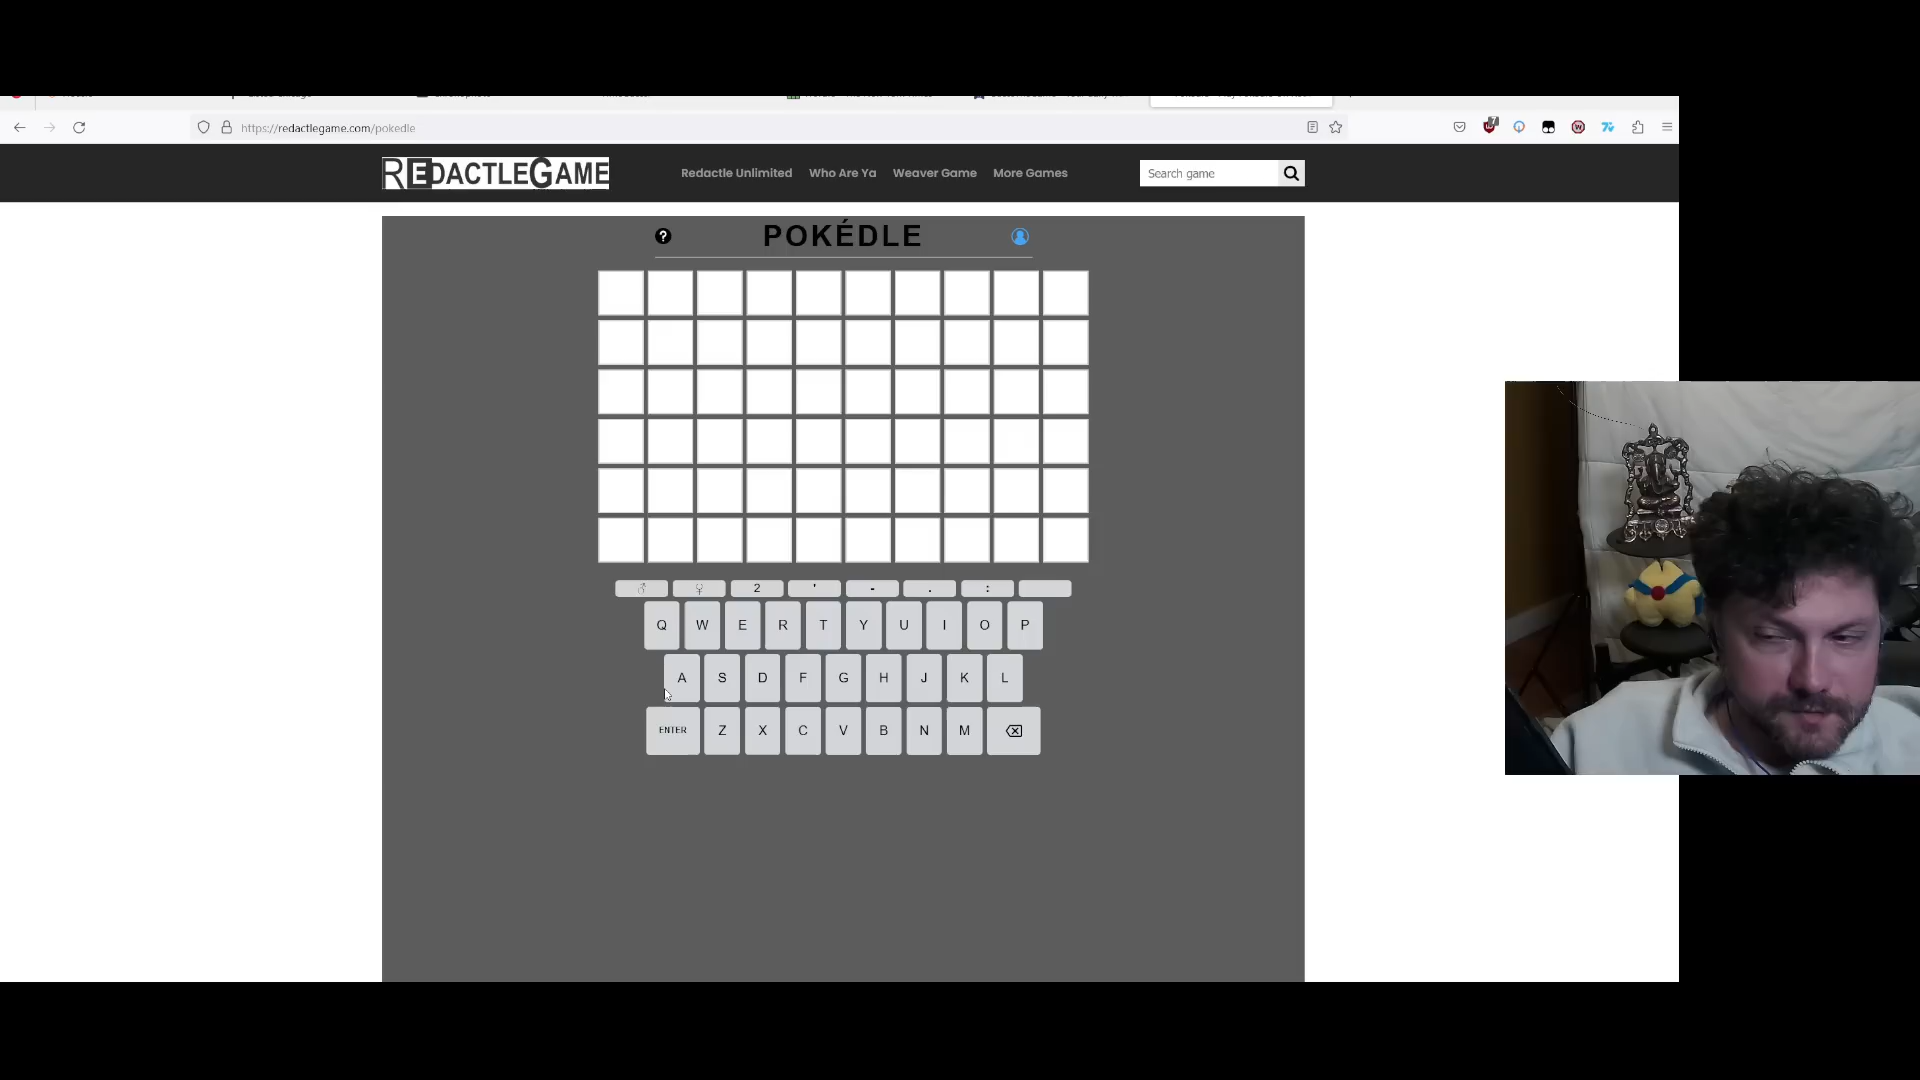 https://redactlegame.com/pokedle
7
REDACTLEGAME
Redactle Unlimited Who Are Ya Weaver Game More Games
Search game
? POKÉDLE
♂ ♀ 2 ' - . :
Q W E R T Y U I O P
A S D F G H J K L
ENTER Z X C V B N M